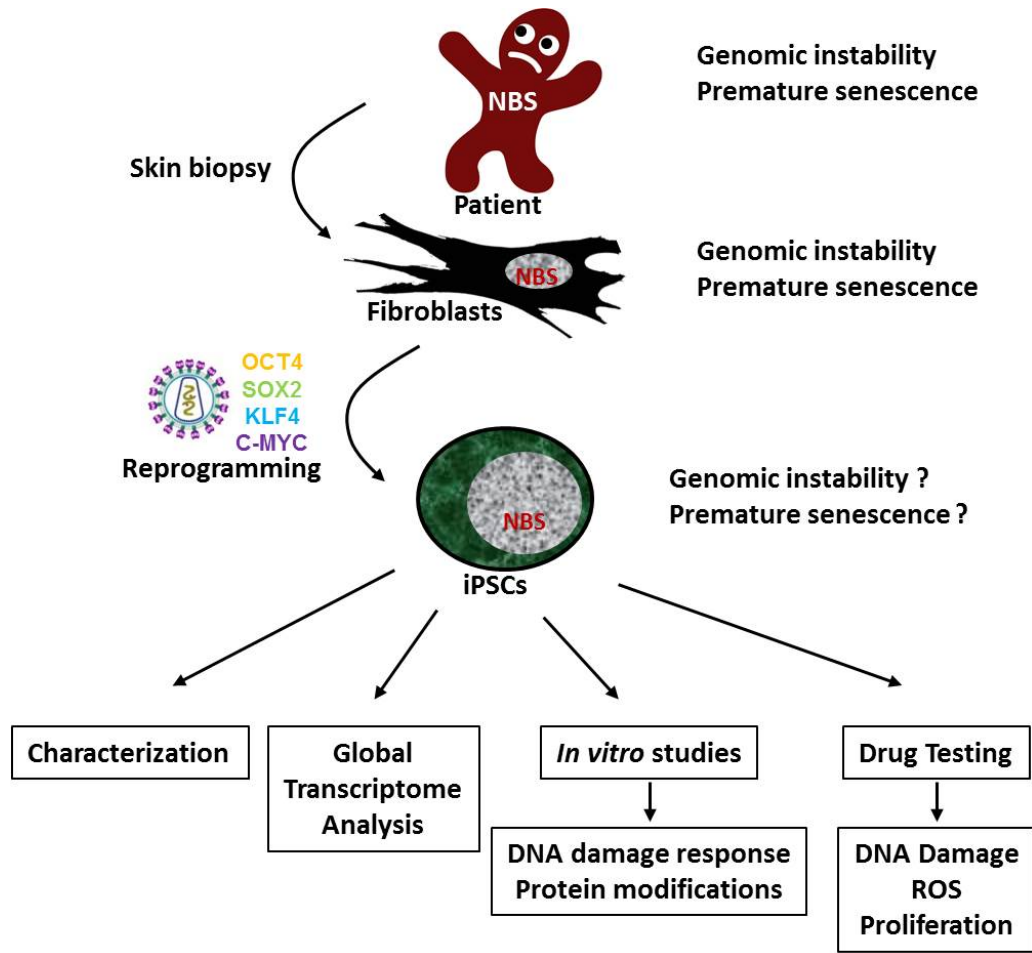 NBS
Genomic instability
Premature senescence
Skin biopsy
Patient
NBS
Genomic instability
Premature senescence
Fibroblasts
OCT4
SOX2
KLF4
C-MYC
Reprogramming
NBS
Genomic instability ?
Premature senescence ?
iPSCs
Characterization
Global
Transcriptome
Analysis
In vitro studies
DNA damage response
Protein modifications
Drug Testing
DNA Damage
ROS
Proliferation